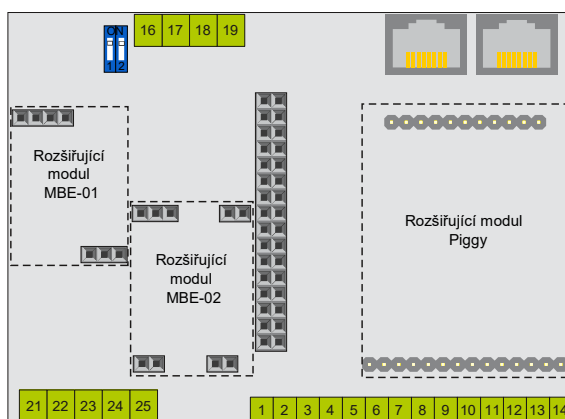 ON
1 2
16 17 18 19
Rozšiřující
modul
MBE-01
Rozšiřující
modul
MBE-02
Rozšiřující modul
Piggy
21 22 23 24 25
1 2 3 4 5 6 7 8 9 10 11 12 13 14